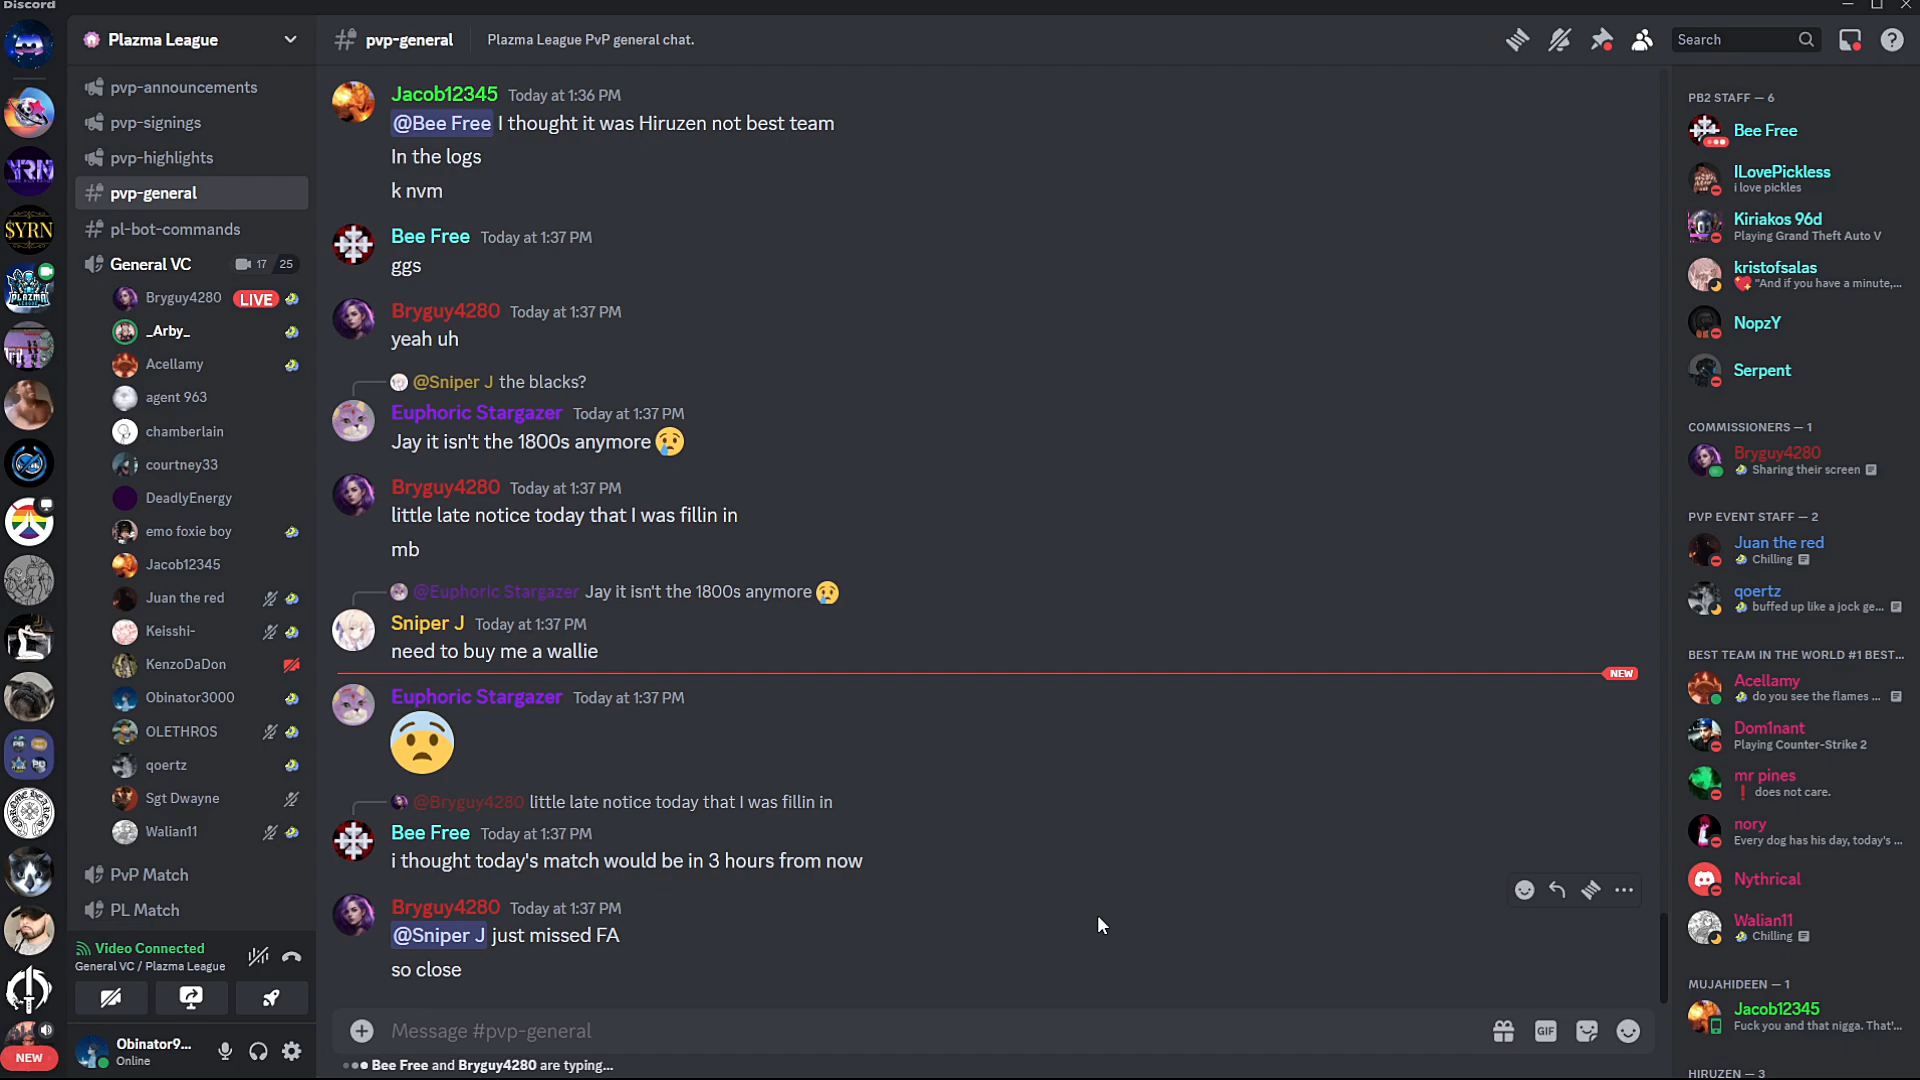 Discord
Plazma League
pvp-general
Plazma League PvP general chat.
Search
pvp-announcements
pvp-signings
pvp-highlights
pvp-general
pl-bot-commands
General VC
17
25
Bryguy4280
LIVE
_Arby_
Acellamy
agent 963
chamberlain
courtney33
DeadlyEnergy
emo foxie boy
Jacob12345
Juan the red
Keisshi-
KenzoDaDon
Obinator3000
OLETHROS
qoertz
Sgt Dwayne
Walian11
PvP Match
PL Match
Video Connected
General VC / Plazma League
Obinator9...
Online
YRN
$YRN
PLAZMA
NEW
Jacob12345 Today at 1:36 PM
@Bee Free I thought it was Hiruzen not best team
In the logs
k nvm
Bee Free Today at 1:37 PM
ggs
Bryguy4280 Today at 1:37 PM
yeah uh
@Sniper J the blacks?
Euphoric Stargazer Today at 1:37 PM
Jay it isn't the 1800s anymore 😢
Bryguy4280 Today at 1:37 PM
little late notice today that I was fillin in
mb
@Euphoric Stargazer Jay it isn't the 1800s anymore 😢
Sniper J Today at 1:37 PM
need to buy me a wallie
NEW
Euphoric Stargazer Today at 1:37 PM
😨
@Bryguy4280 little late notice today that I was fillin in
Bee Free Today at 1:37 PM
i thought today's match would be in 3 hours from now
Bryguy4280 Today at 1:37 PM
@Sniper J just missed FA
so close
Message #pvp-general
GIF
Bee Free and Bryguy4280 are typing...
PB2 STAFF — 6
Bee Free
ILovePickless
i love pickles
Kiriakos 96d
Playing Grand Theft Auto V
kristofsalas
💖 "And if you have a minute,...
NopzY
Serpent
COMMISSIONERS — 1
Bryguy4280
Sharing their screen
PVP EVENT STAFF — 2
Juan the red
Chilling
qoertz
buffed up like a jock ge...
BEST TEAM IN THE WORLD #1 BEST...
Acellamy
do you see the flames ...
Dom1nant
Playing Counter-Strike 2
mr pines
❗ does not care.
nory
Every dog has his day, today's ...
Nythrical
Walian11
Chilling
MUJAHIDEEN — 1
Jacob12345
Fuck you and that nigga. That'...
HIRUZEN — 3